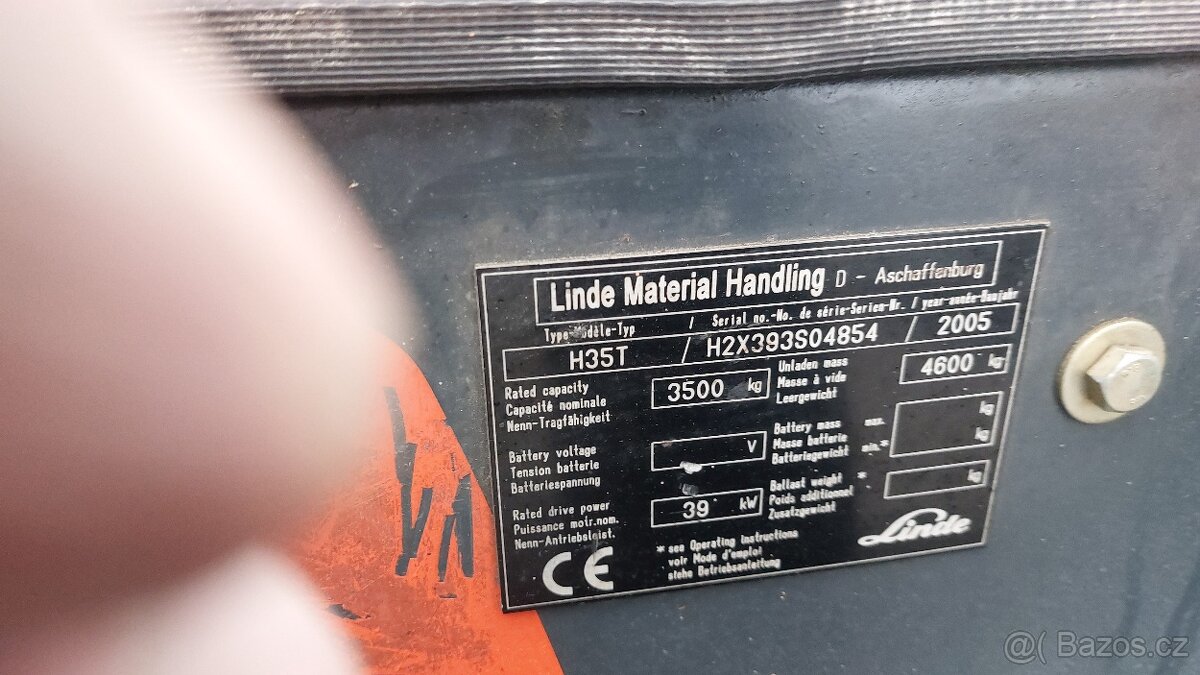 Linde Material Handling D - Aschaffenburg
Type-Modèle-Typ / Serial no.-No. de série-Serien-Nr. / year-année-Baujahr
H35T / H2X393S04854 / 2005
Rated capacity
Capacité nominale
Nenn-Tragfähigkeit
3500 kg
Unladen mass
Masse à vide
Leergewicht
4600 kg
Battery voltage
Tension batterie
Batteriespannung
V
Battery mass max. kg
Masse batterie
Batteriegewicht min.* kg
Rated drive power
Puissance motr.nom.
Nenn-Antriebsleist.
39 kW
Ballast weight *
Poids additionnel
Zusatzgewicht
kg
CE
* see Operating Instructions
voir Mode d'emploi
siehe Betriebsanleitung
Linde
@( Bazos.cz